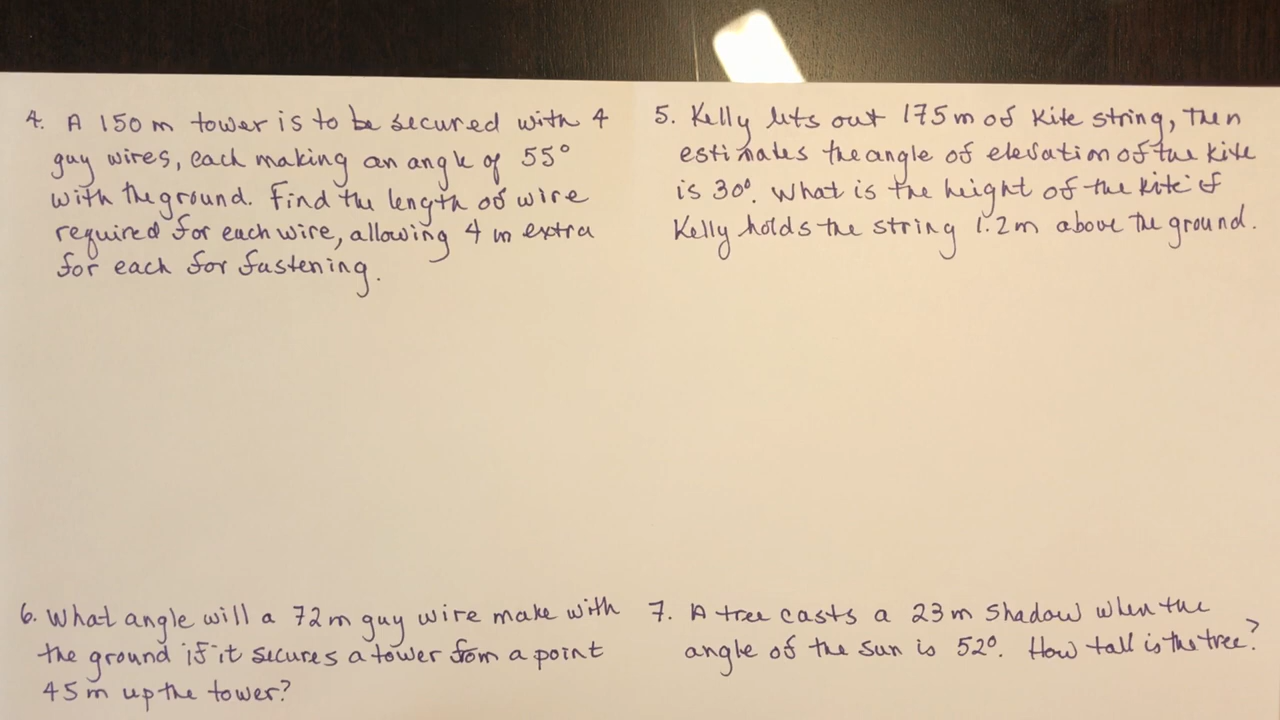 4. A 150 m tower is to be secured with 4
guy wires, each making an angle of 55°
with the ground. Find the length of wire
required for each wire, allowing 4 m extra
for each for fastening.
5. Kelly lets out 175 m of kite string, then
estimates the angle of elevation of the kite
is 30°. What is the height of the kite if
Kelly holds the string 1.2 m above the ground.
6. What angle will a 72 m guy wire make with
the ground if it secures a tower from a point
45 m up the tower?
7. A tree casts a 23 m shadow when the
angle of the sun is 52°. How tall is the tree?